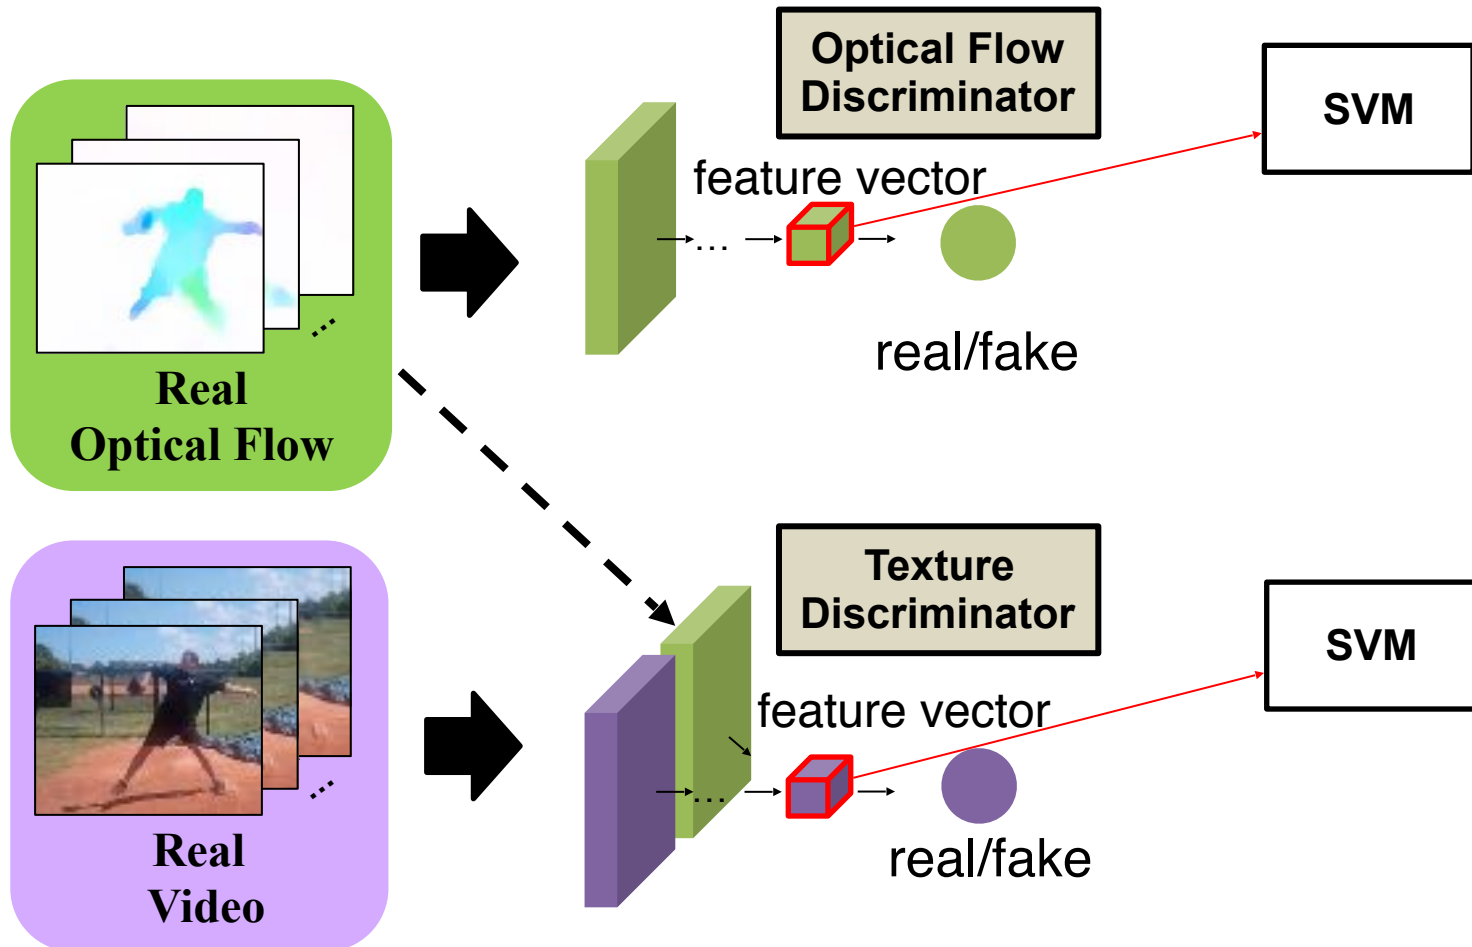 Optical Flow
Discriminator
SVM
feature vector
...
real/fake
...
Real
Optical Flow
Texture
Discriminator
SVM
feature vector
...
real/fake
...
Real
Video